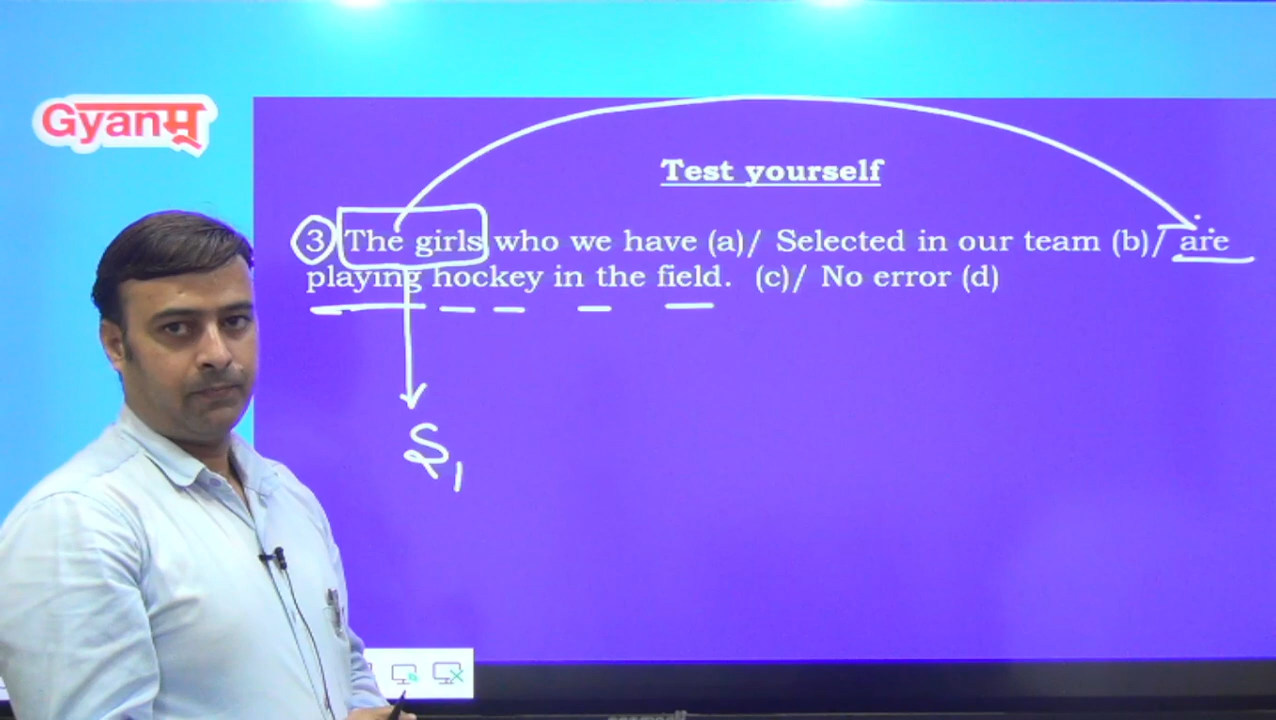 Gyanम्
Test yourself
3 The girls who we have (a)/ Selected in our team (b)/ are
playing hockey in the field. (c)/ No error (d)
S1